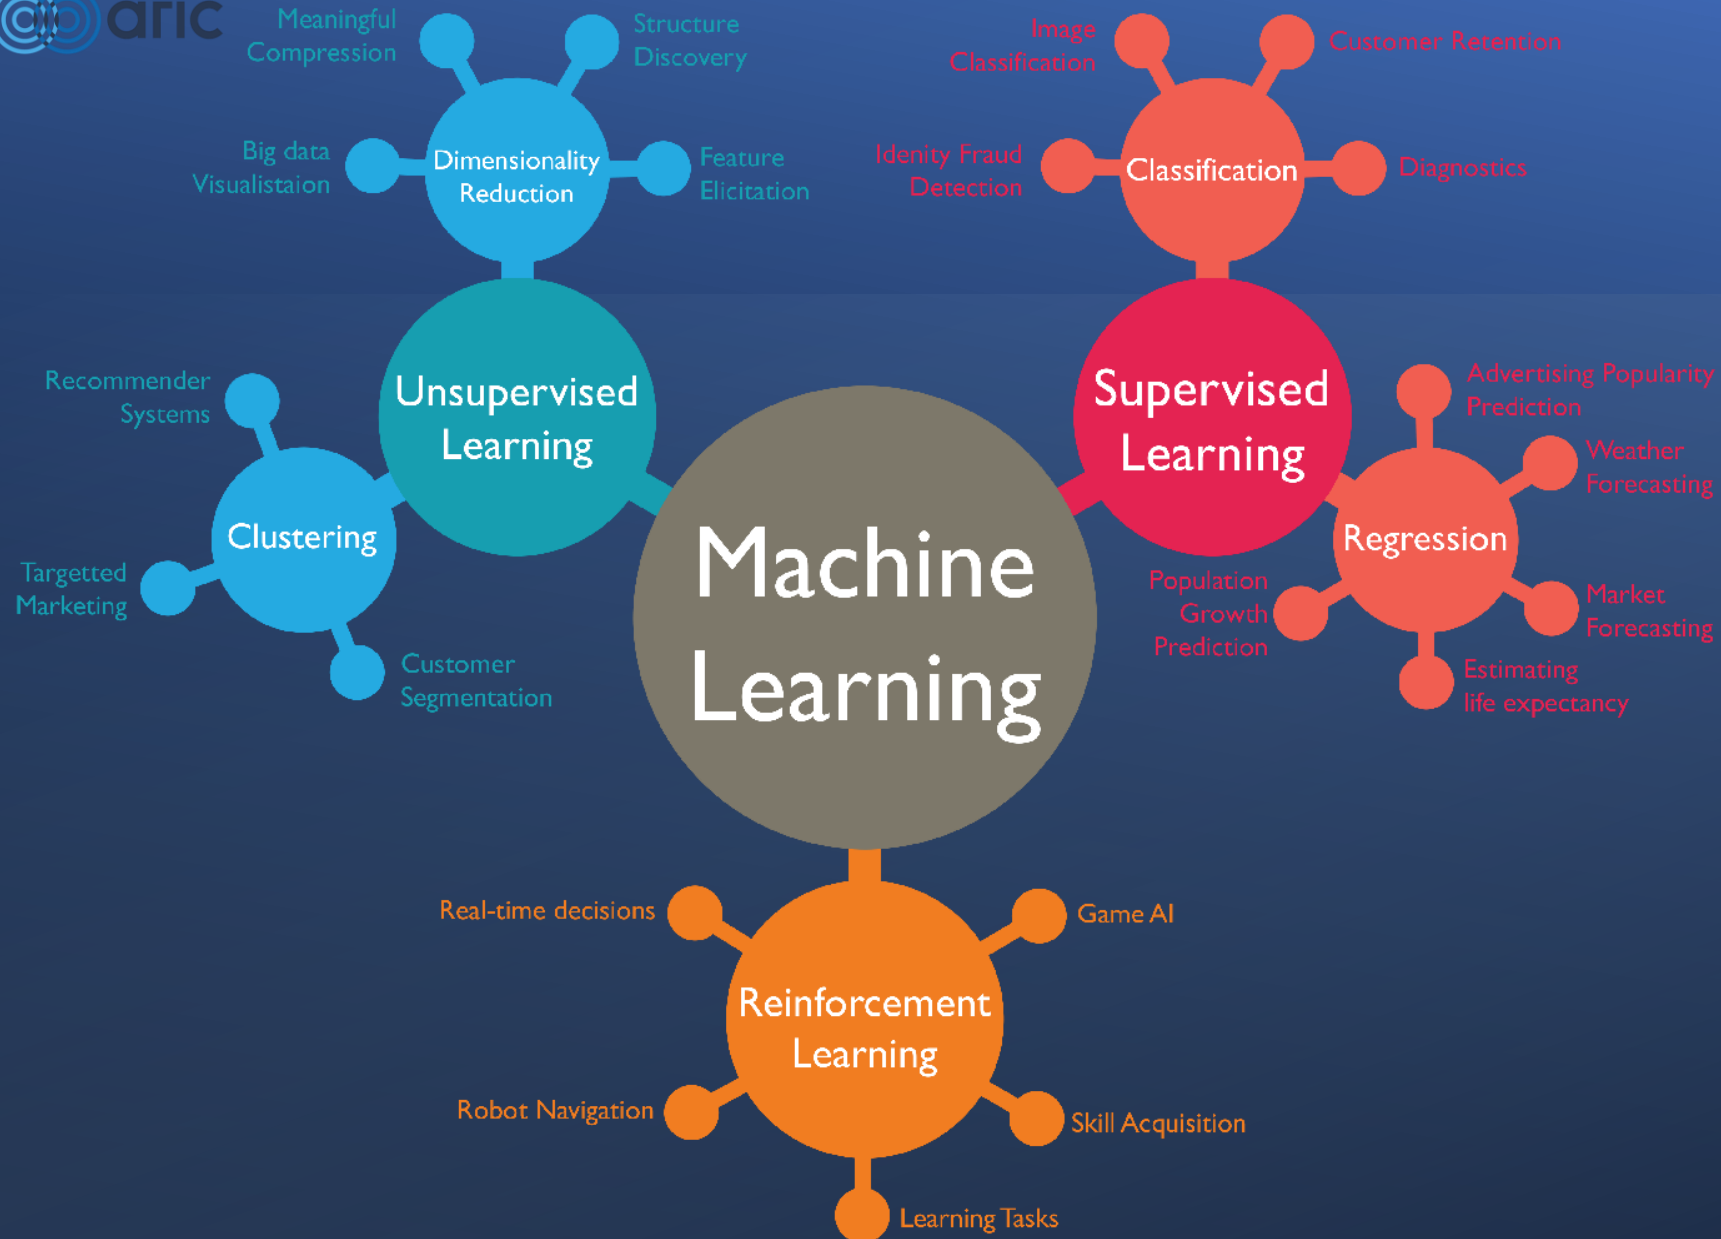 aric
Meaningful
Compression
Structure
Discovery
Big data
Visualistaion
Dimensionality
Reduction
Feature
Elicitation
Image
Classification
Customer Retention
Idenity Fraud
Detection
Classification
Diagnostics
Unsupervised
Learning
Supervised
Learning
Recommender
Systems
Clustering
Targetted
Marketing
Customer
Segmentation
Machine
Learning
Advertising Popularity
Prediction
Weather
Forecasting
Regression
Population
Growth
Prediction
Market
Forecasting
Estimating
life expectancy
Real-time decisions
Game AI
Reinforcement
Learning
Robot Navigation
Skill Acquisition
Learning Tasks